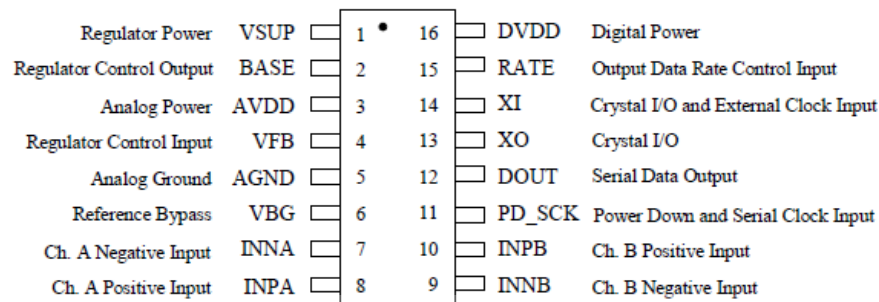 Regulator Power VSUP 1 16 DVDD Digital Power
Regulator Control Output BASE 2 15 RATE Output Data Rate Control Input
Analog Power AVDD 3 14 XI Crystal I/O and External Clock Input
Regulator Control Input VFB 4 13 XO Crystal I/O
Analog Ground AGND 5 12 DOUT Serial Data Output
Reference Bypass VBG 6 11 PD_SCK Power Down and Serial Clock Input
Ch. A Negative Input INNA 7 10 INPB Ch. B Positive Input
Ch. A Positive Input INPA 8 9 INNB Ch. B Negative Input